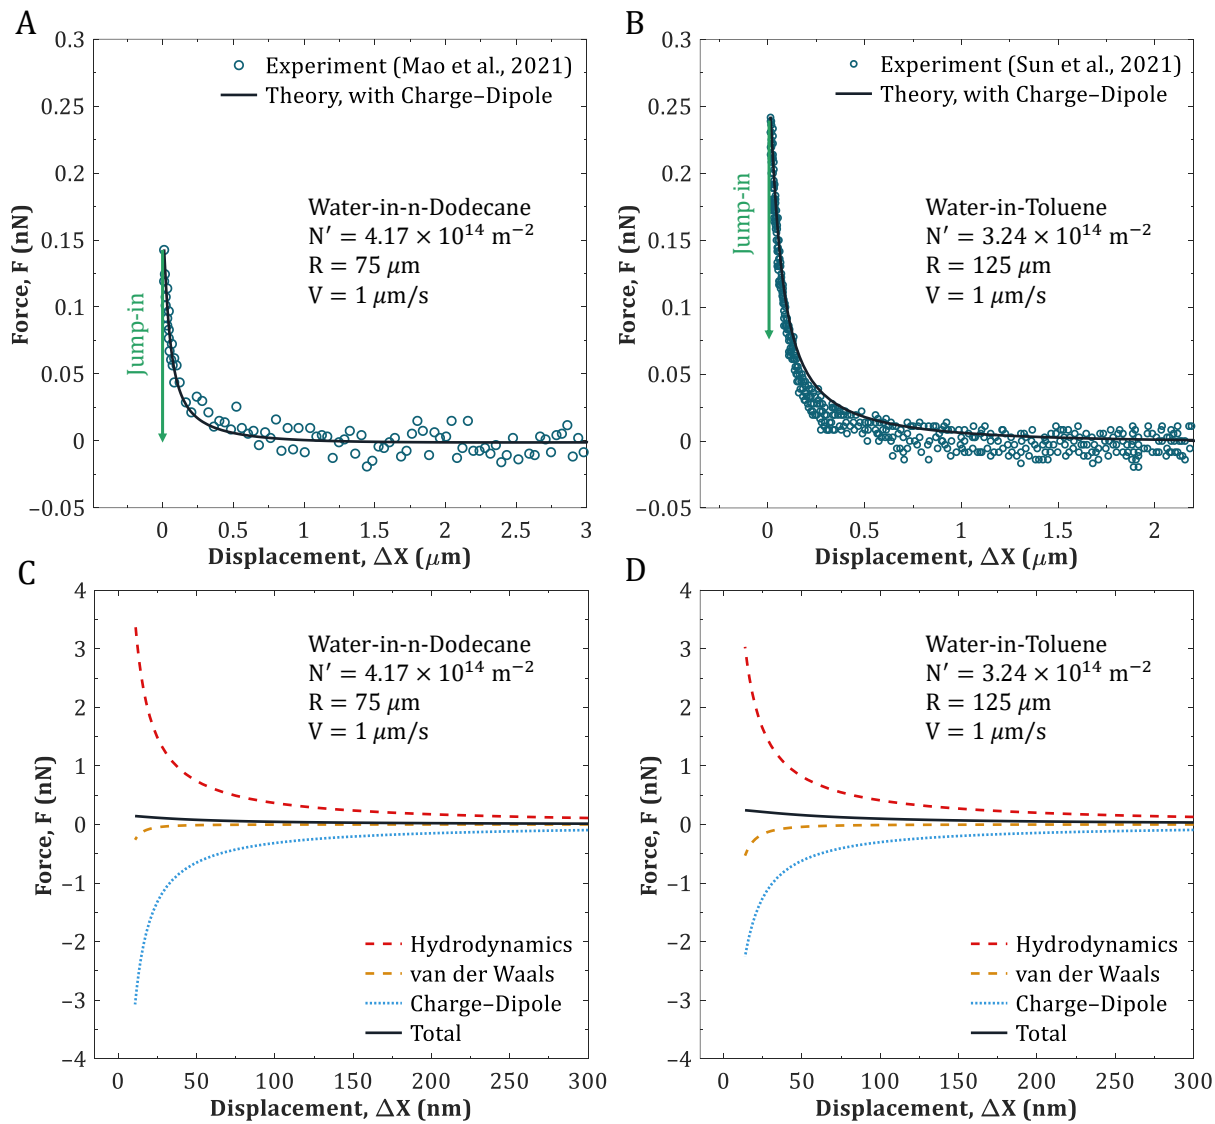 A
0.3
0.25
0.2
0.15
0.1
0.05
0
−0.05
Force, F (nN)
Experiment (Mao et al., 2021)
Theory, with Charge–Dipole
Jump-in
Water-in-n-Dodecane
N′ = 4.17 × 10¹⁴ m⁻²
R = 75 μm
V = 1 μm/s
0 0.5 1 1.5 2 2.5 3
Displacement, ΔX (μm)
B
0.3
0.25
0.2
0.15
0.1
0.05
0
−0.05
Force, F (nN)
Experiment (Sun et al., 2021)
Theory, with Charge–Dipole
Jump-in
Water-in-Toluene
N′ = 3.24 × 10¹⁴ m⁻²
R = 125 μm
V = 1 μm/s
0 0.5 1 1.5 2
Displacement, ΔX (μm)
C
4
3
2
1
0
−1
−2
−3
−4
Force, F (nN)
Water-in-n-Dodecane
N′ = 4.17 × 10¹⁴ m⁻²
R = 75 μm
V = 1 μm/s
Hydrodynamics
van der Waals
Charge–Dipole
Total
0 50 100 150 200 250 300
Displacement, ΔX (nm)
D
4
3
2
1
0
−1
−2
−3
−4
Force, F (nN)
Water-in-Toluene
N′ = 3.24 × 10¹⁴ m⁻²
R = 125 μm
V = 1 μm/s
Hydrodynamics
van der Waals
Charge–Dipole
Total
0 50 100 150 200 250 300
Displacement, ΔX (nm)